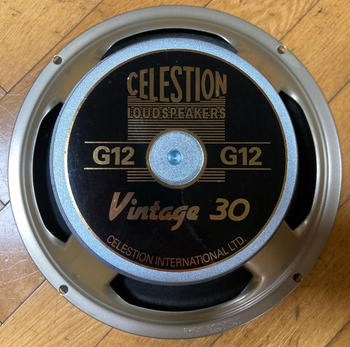 CELESTION
LOUDSPEAKERS
G12 G12
Vintage 30
CELESTION INTERNATIONAL LTD.